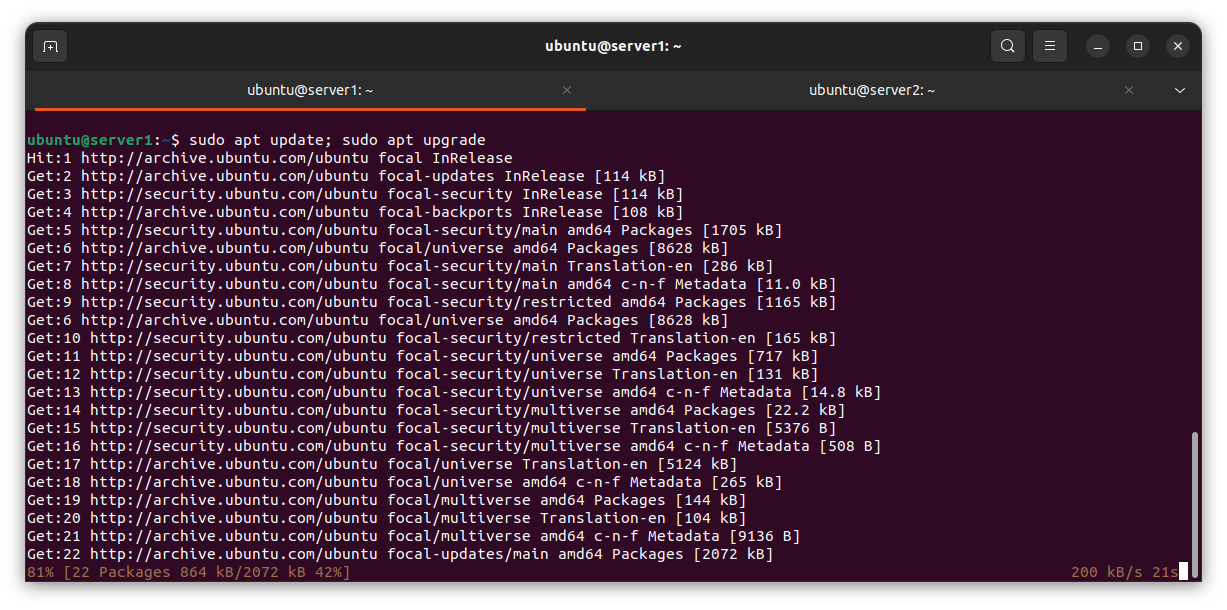 ubuntu@server1: ~
ubuntu@server1: ~
ubuntu@server2: ~
ubuntu@server1:~$ sudo apt update; sudo apt upgrade
Hit:1 http://archive.ubuntu.com/ubuntu focal InRelease
Get:2 http://archive.ubuntu.com/ubuntu focal-updates InRelease [114 kB]
Get:3 http://security.ubuntu.com/ubuntu focal-security InRelease [114 kB]
Get:4 http://archive.ubuntu.com/ubuntu focal-backports InRelease [108 kB]
Get:5 http://security.ubuntu.com/ubuntu focal-security/main amd64 Packages [1705 kB]
Get:6 http://archive.ubuntu.com/ubuntu focal/universe amd64 Packages [8628 kB]
Get:7 http://security.ubuntu.com/ubuntu focal-security/main Translation-en [286 kB]
Get:8 http://security.ubuntu.com/ubuntu focal-security/main amd64 c-n-f Metadata [11.0 kB]
Get:9 http://security.ubuntu.com/ubuntu focal-security/restricted amd64 Packages [1165 kB]
Get:6 http://archive.ubuntu.com/ubuntu focal/universe amd64 Packages [8628 kB]
Get:10 http://security.ubuntu.com/ubuntu focal-security/restricted Translation-en [165 kB]
Get:11 http://security.ubuntu.com/ubuntu focal-security/universe amd64 Packages [717 kB]
Get:12 http://security.ubuntu.com/ubuntu focal-security/universe Translation-en [131 kB]
Get:13 http://security.ubuntu.com/ubuntu focal-security/universe amd64 c-n-f Metadata [14.8 kB]
Get:14 http://security.ubuntu.com/ubuntu focal-security/multiverse amd64 Packages [22.2 kB]
Get:15 http://security.ubuntu.com/ubuntu focal-security/multiverse Translation-en [5376 B]
Get:16 http://security.ubuntu.com/ubuntu focal-security/multiverse amd64 c-n-f Metadata [508 B]
Get:17 http://archive.ubuntu.com/ubuntu focal/universe Translation-en [5124 kB]
Get:18 http://archive.ubuntu.com/ubuntu focal/universe amd64 c-n-f Metadata [265 kB]
Get:19 http://archive.ubuntu.com/ubuntu focal/multiverse amd64 Packages [144 kB]
Get:20 http://archive.ubuntu.com/ubuntu focal/multiverse Translation-en [104 kB]
Get:21 http://archive.ubuntu.com/ubuntu focal/multiverse amd64 c-n-f Metadata [9136 B]
Get:22 http://archive.ubuntu.com/ubuntu focal-updates/main amd64 Packages [2072 kB]
81% [22 Packages 864 kB/2072 kB 42%] 200 kB/s 21s